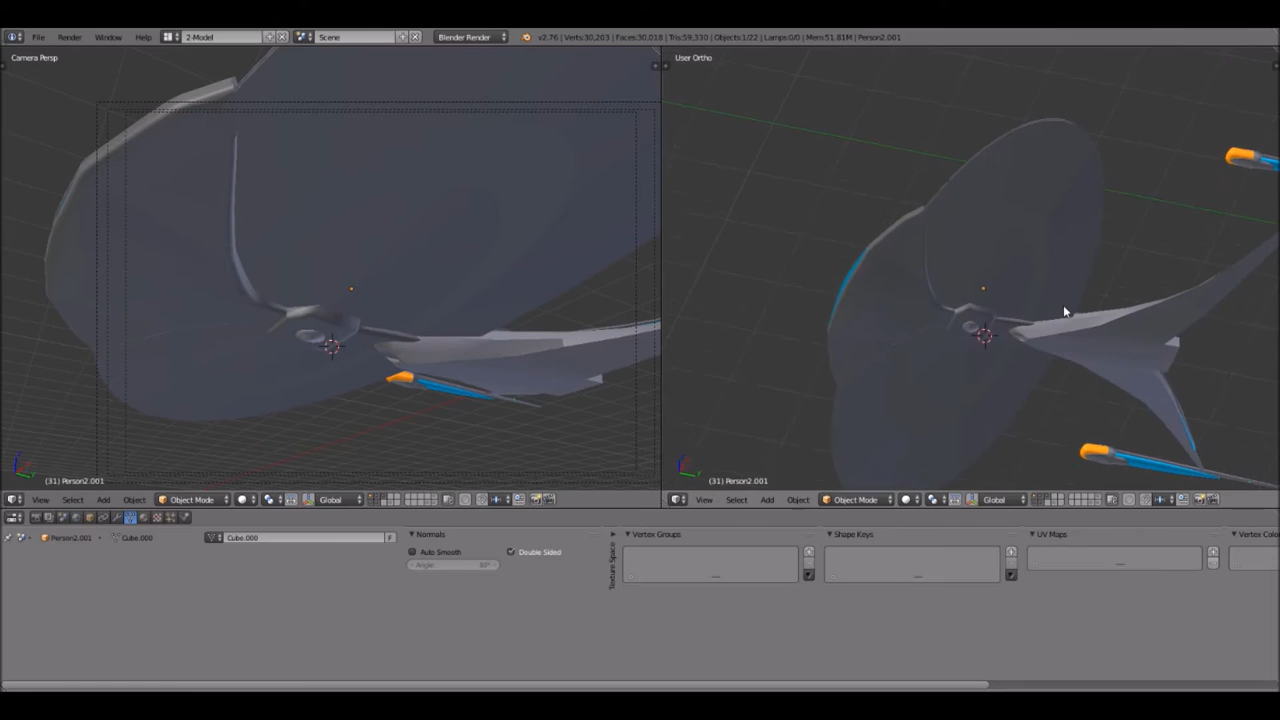 File Render Window Help 2-Model Scene Blender Render v2.76 | Verts:30,203 | Faces:30,018 | Tris:59,330 | Objects:1/22 | Lamps:0/0 | Mem:51.81M | Person2.001
Camera Persp
User Ortho
(31) Person2.001
(31) Person2.001
View Select Add Object Object Mode Global
View Select Add Object Object Mode Global
Person2.001 Cube.000
Cube.000 F
Normals
Auto Smooth
Double Sided
Angle: 30°
Texture Space
Vertex Groups
Shape Keys
UV Maps
Vertex Colo